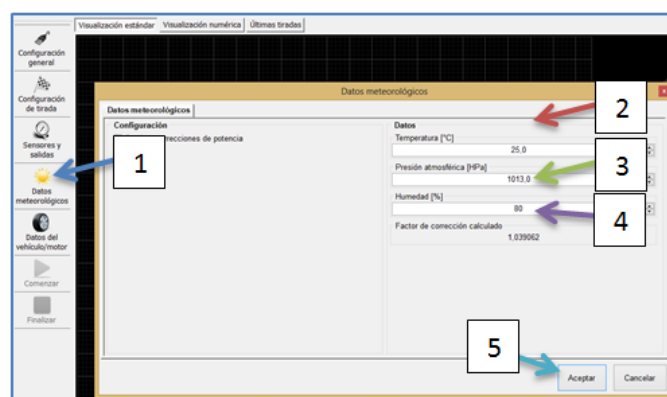 Visualización estándar Visualización numérica Últimas tiradas
Configuración
general
Configuración
de tirada
Sensores y
salidas
Datos
meteorológicos
Datos del
vehículo/motor
Comenzar
Finalizar
Datos meteorológicos
Datos meteorológicos
Configuración
correcciones de potencia
Datos
Temperatura [°C]
25,0
Presión atmosférica [HPa]
1013,0
Humedad [%]
80
Factor de corrección calculado
1,039062
Aceptar Cancelar
1
2
3
4
5